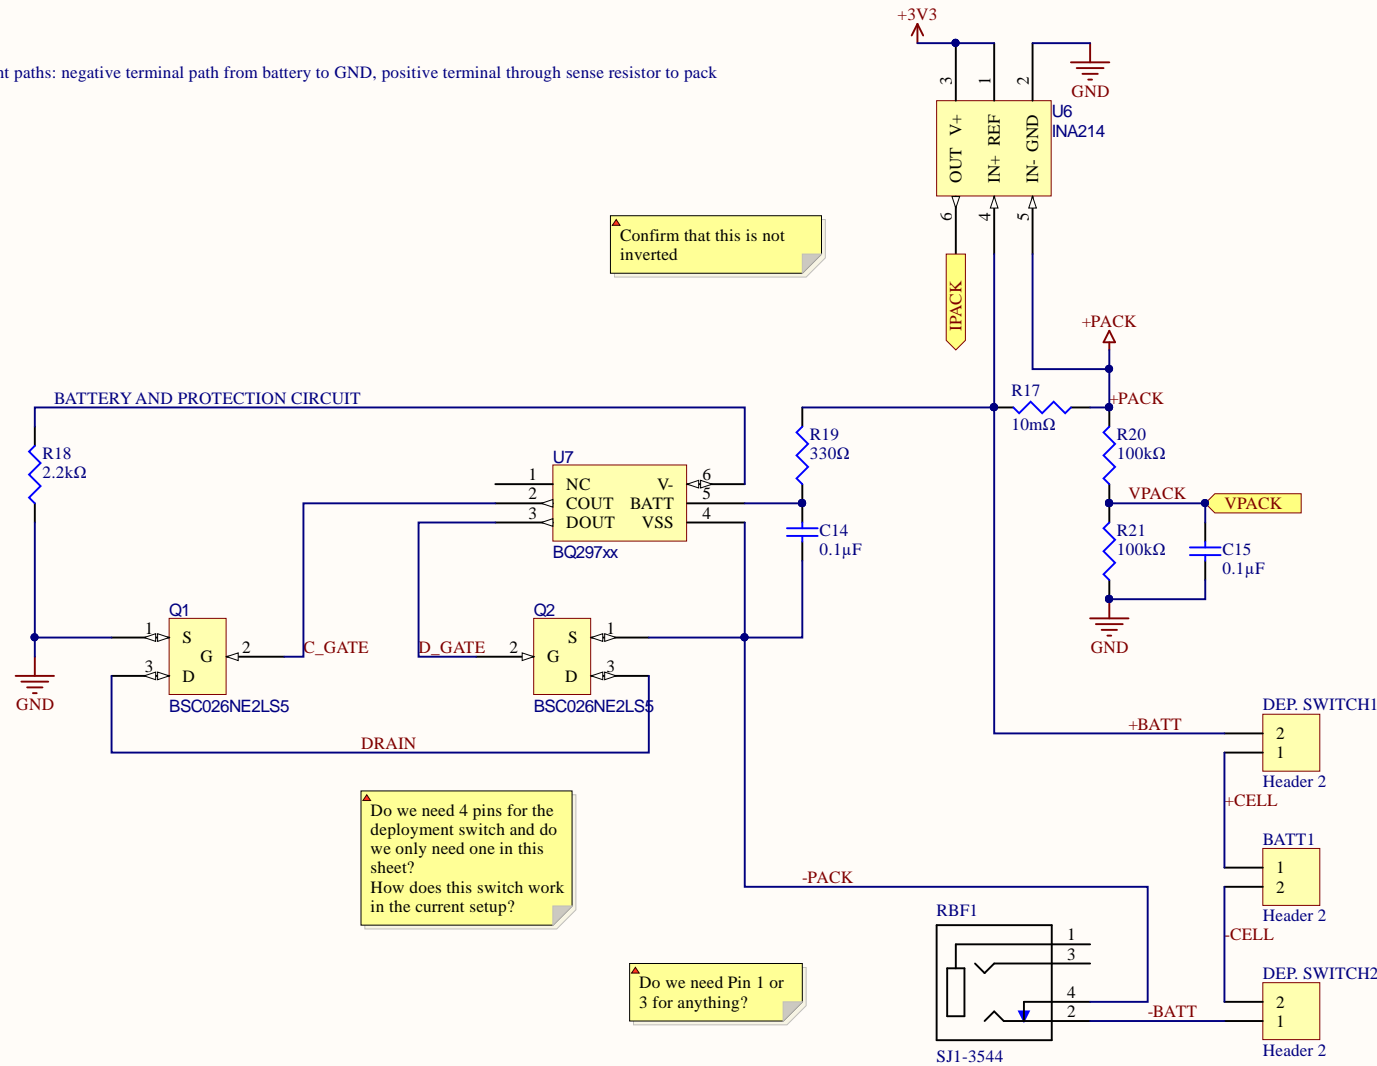 +3V3
nt paths: negative terminal path from battery to GND, positive terminal through sense resistor to pack
3
1
2
GND
U6
INA214
OUT V+
IN+ REF
IN- GND
6
4
5
IPACK
Confirm that this is not
inverted
+PACK
BATTERY AND PROTECTION CIRCUIT
R17
10mΩ
+PACK
R18
2.2kΩ
R19
330Ω
R20
100kΩ
U7
1
2
3
NC
COUT
DOUT
V-
BATT
VSS
6
5
4
BQ297xx
VPACK
VPACK
C14
0.1µF
R21
100kΩ
C15
0.1µF
GND
Q1
1
3
S
G
D
2
C_GATE
BSC026NE2LS5
GND
D_GATE
Q2
2
S
G
D
1
3
BSC026NE2LS5
DRAIN
DEP. SWITCH1
+BATT
2
1
Header 2
+CELL
BATT1
1
2
Header 2
-CELL
Do we need 4 pins for the
deployment switch and do
we only need one in this
sheet?
How does this switch work
in the current setup?
-PACK
RBF1
1
3
4
2
SJ1-3544
-BATT
DEP. SWITCH2
2
1
Header 2
Do we need Pin 1 or
3 for anything?